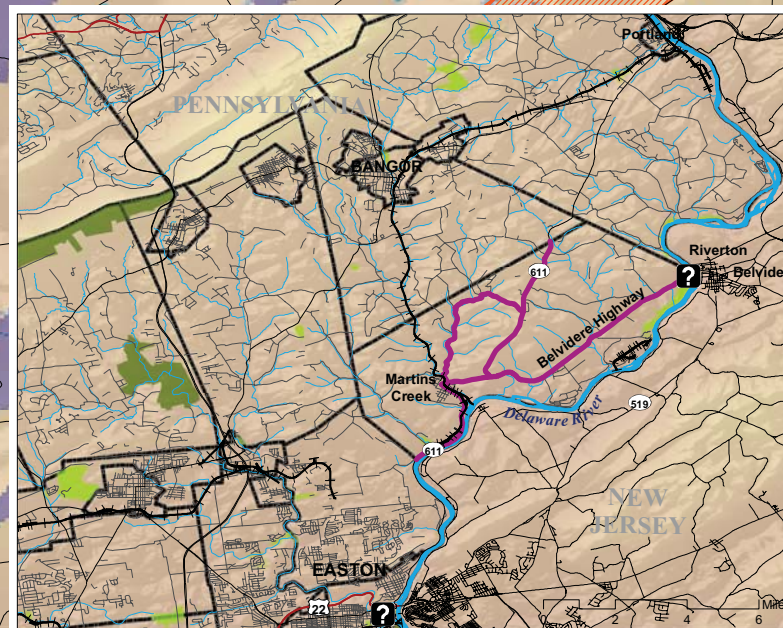 Portland
PENNSYLVANIA
BANGOR
Riverton
?
Belvide
611
Belvidere Highway
Martins
Creek
Delaware River
519
611
NEW
JERSEY
EASTON
22
?
2
4
6
Mile